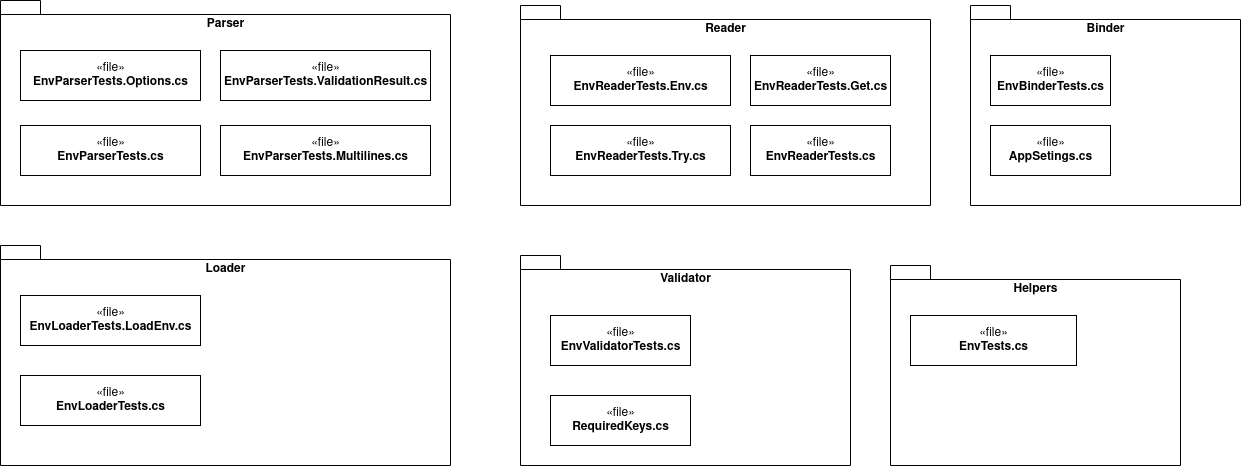 Parser
«file»
EnvParserTests.Options.cs
«file»
EnvParserTests.ValidationResult.cs
«file»
EnvParserTests.cs
«file»
EnvParserTests.Multilines.cs
Reader
«file»
EnvReaderTests.Env.cs
«file»
EnvReaderTests.Get.cs
«file»
EnvReaderTests.Try.cs
«file»
EnvReaderTests.cs
Binder
«file»
EnvBinderTests.cs
«file»
AppSetings.cs
Loader
«file»
EnvLoaderTests.LoadEnv.cs
«file»
EnvLoaderTests.cs
Validator
«file»
EnvValidatorTests.cs
«file»
RequiredKeys.cs
Helpers
«file»
EnvTests.cs